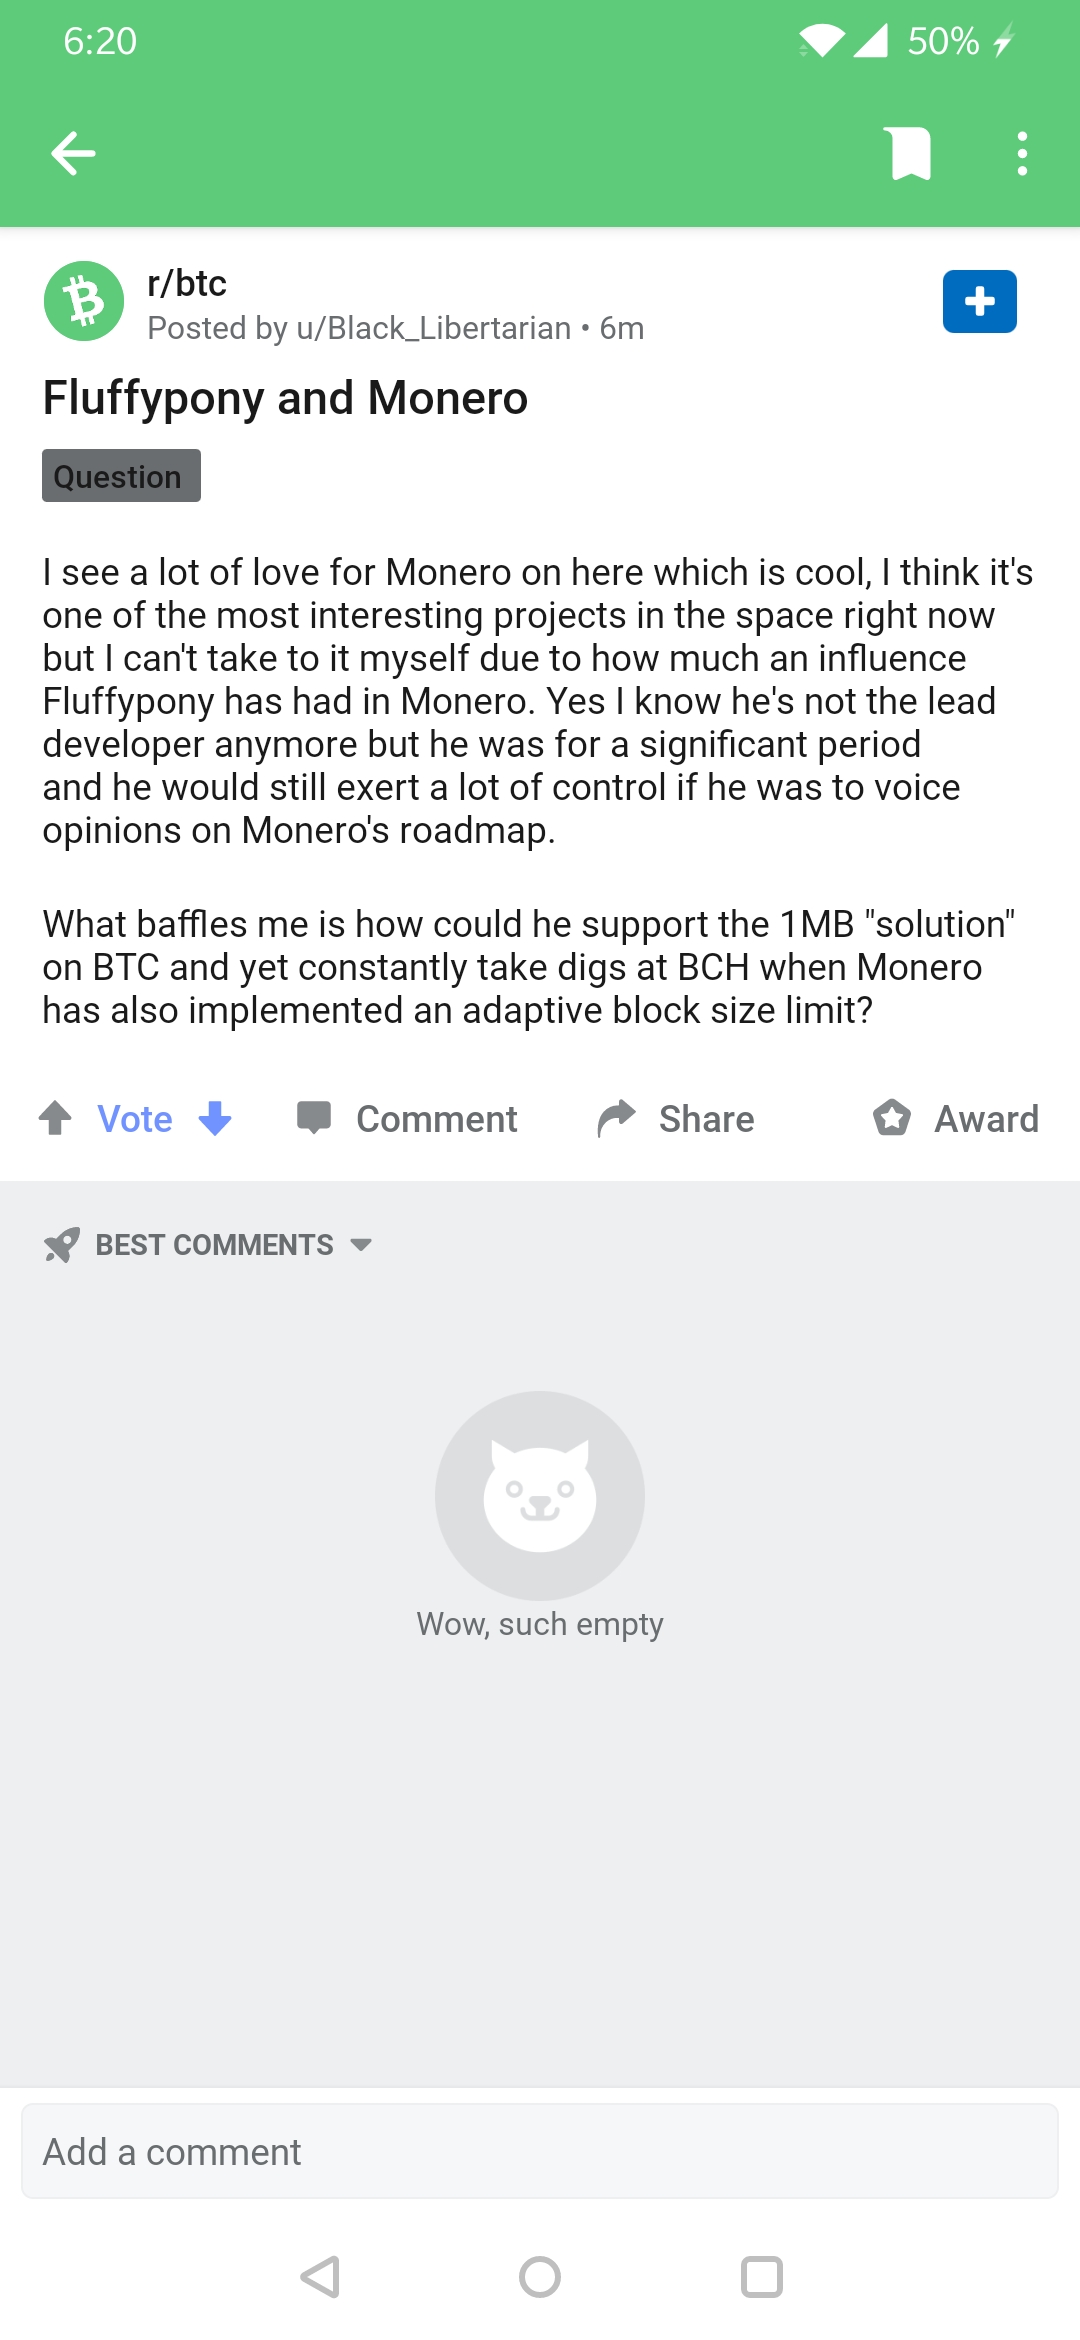 6:20
50%
r/btc
Posted by u/Black_Libertarian • 6m
Fluffypony and Monero
Question
I see a lot of love for Monero on here which is cool, I think it's
one of the most interesting projects in the space right now
but I can't take to it myself due to how much an influence
Fluffypony has had in Monero. Yes I know he's not the lead
developer anymore but he was for a significant period
and he would still exert a lot of control if he was to voice
opinions on Monero's roadmap.
What baffles me is how could he support the 1MB "solution"
on BTC and yet constantly take digs at BCH when Monero
has also implemented an adaptive block size limit?
Vote
Comment
Share
Award
BEST COMMENTS
Wow, such empty
Add a comment